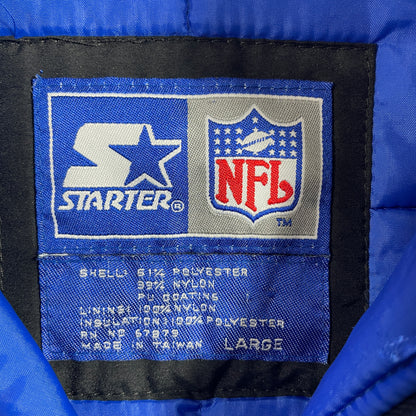 STARTER®
NFL
TM
SHELL: 61% POLYESTER
39% NYLON
PU COATING
LINING: 100% NYLON
INSULATION: 100% POLYESTER
RN NO 67879
MADE IN TAIWAN LARGE